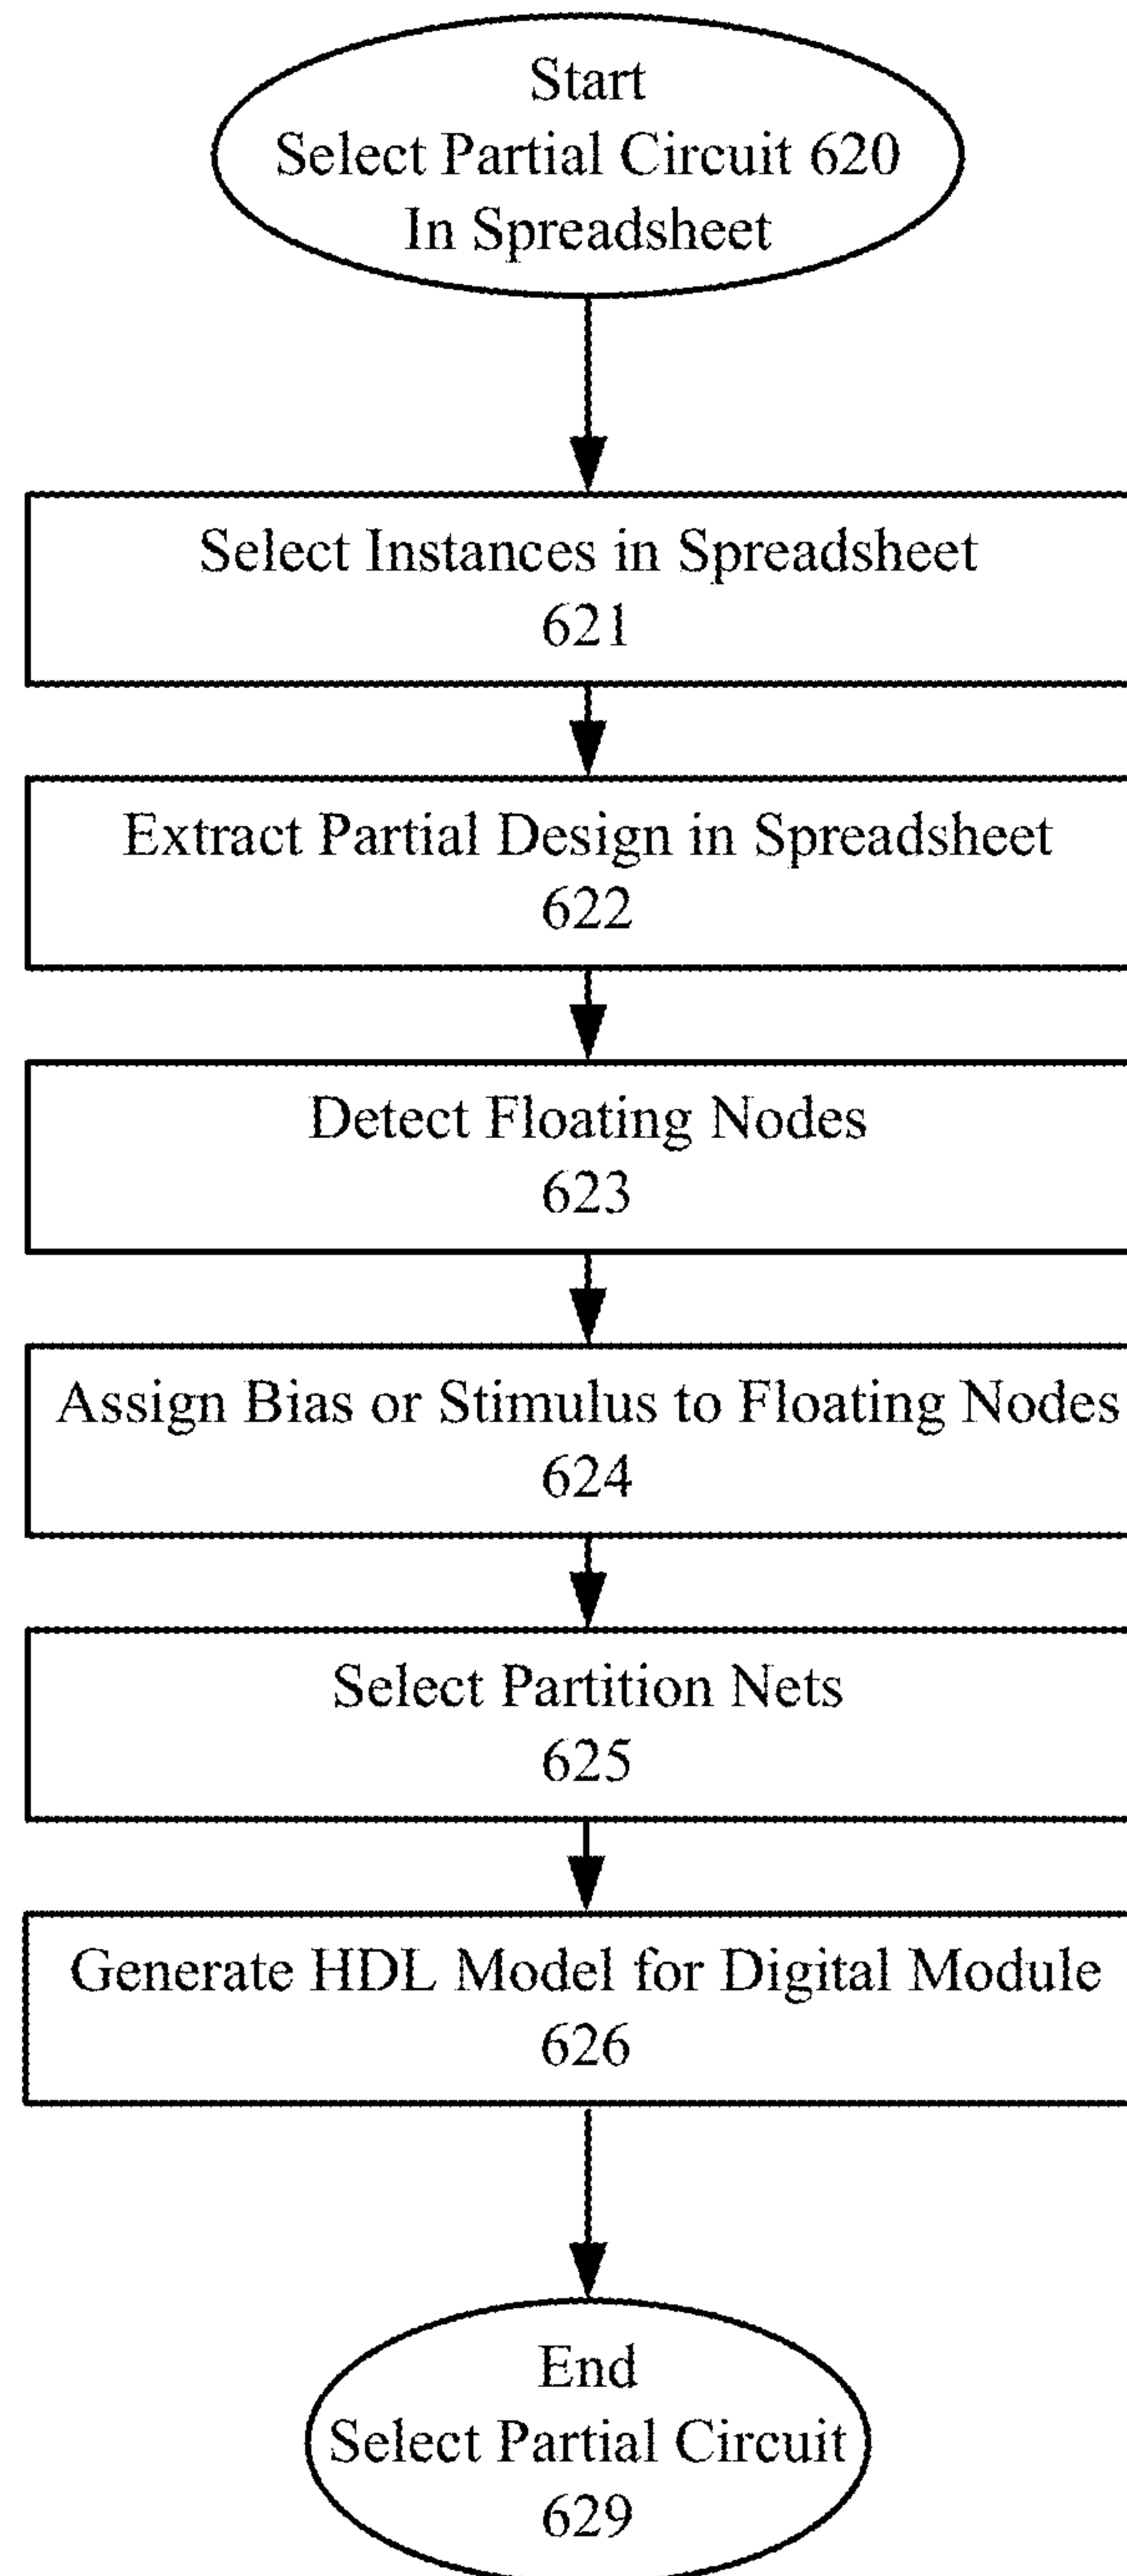 Start
Select Partial Circuit 620
In Spreadsheet
Select Instances in Spreadsheet
621
Extract Partial Design in Spreadsheet
622
Detect Floating Nodes
623
Assign Bias or Stimulus to Floating Nodes
624
Select Partition Nets
625
Generate HDL Model for Digital Module
626
End
Select Partial Circuit
629